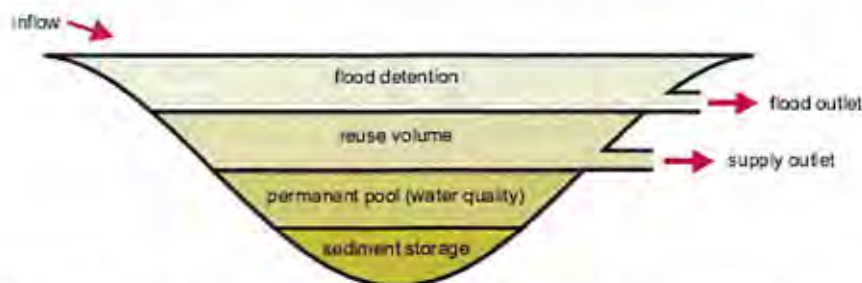 inflow
flood detention
flood outlet
reuse volume
supply outlet
permanent pool (water quality)
sediment storage